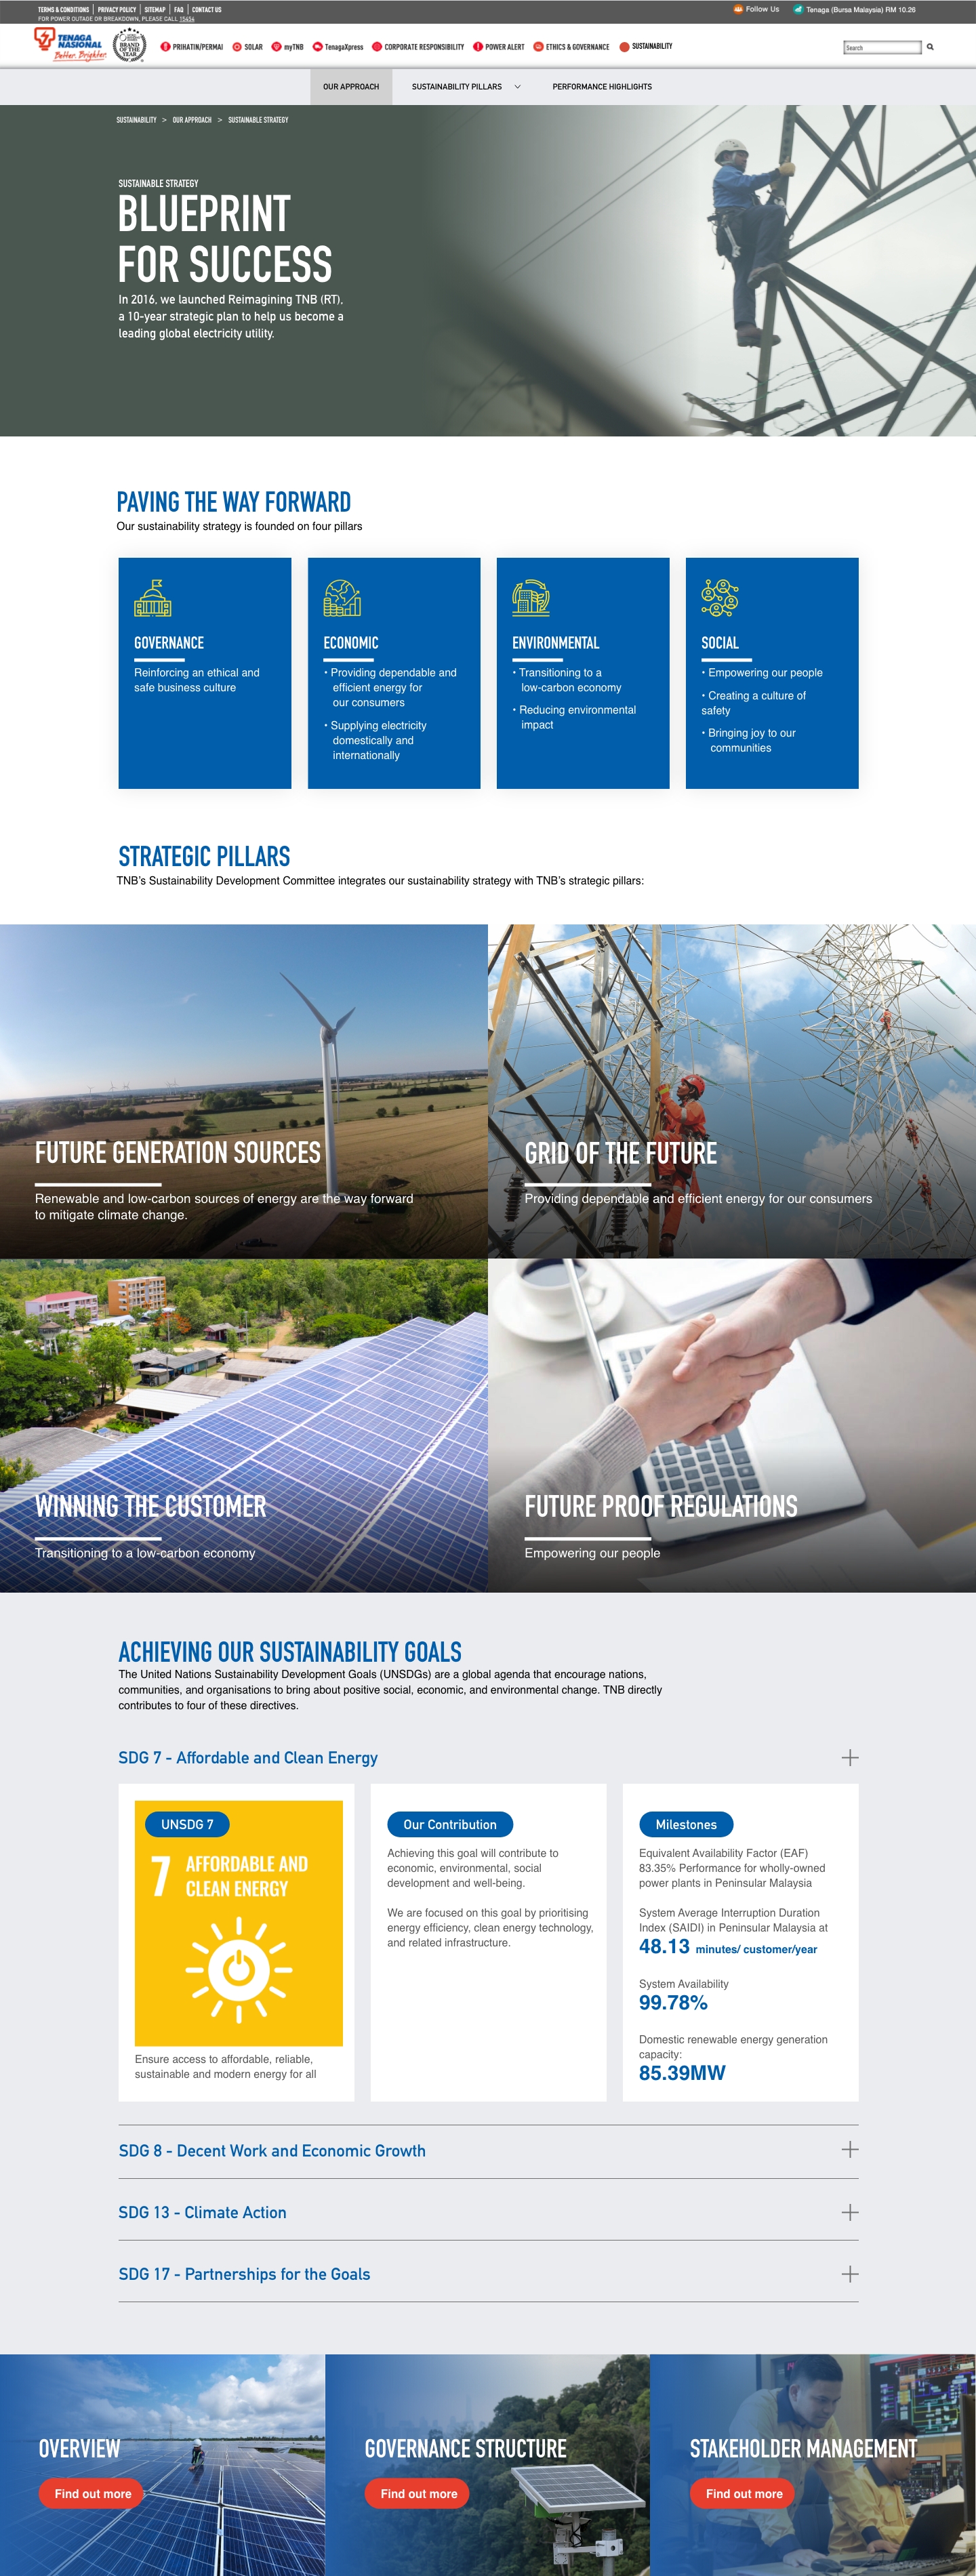 TERMS & CONDITIONS | PRIVACY POLICY | SITEMAP | FAQ | CONTACT US
FOR POWER OUTAGE OR BREAKDOWN, PLEASE CALL 15454
Follow Us
Tenaga (Bursa Malaysia) RM 10.26
TENAGA
NASIONAL
Better. Brighter.
BRAND
OF THE
YEAR
PRIHATIN/PERMAI
SOLAR
myTNB
TenagaXpress
CORPORATE RESPONSIBILITY
POWER ALERT
ETHICS & GOVERNANCE
SUSTAINABILITY
Search
OUR APPROACH
SUSTAINABILITY PILLARS
PERFORMANCE HIGHLIGHTS
SUSTAINABILITY > OUR APPROACH > SUSTAINABLE STRATEGY
SUSTAINABLE STRATEGY
BLUEPRINT
FOR SUCCESS
In 2016, we launched Reimagining TNB (RT),
a 10-year strategic plan to help us become a
leading global electricity utility.
PAVING THE WAY FORWARD
Our sustainability strategy is founded on four pillars
GOVERNANCE
Reinforcing an ethical and
safe business culture
ECONOMIC
• Providing dependable and
efficient energy for
our consumers
• Supplying electricity
domestically and
internationally
ENVIRONMENTAL
• Transitioning to a
low-carbon economy
• Reducing environmental
impact
SOCIAL
• Empowering our people
• Creating a culture of
safety
• Bringing joy to our
communities
STRATEGIC PILLARS
TNB's Sustainability Development Committee integrates our sustainability strategy with TNB's strategic pillars:
FUTURE GENERATION SOURCES
Renewable and low-carbon sources of energy are the way forward
to mitigate climate change.
GRID OF THE FUTURE
Providing dependable and efficient energy for our consumers
WINNING THE CUSTOMER
Transitioning to a low-carbon economy
FUTURE PROOF REGULATIONS
Empowering our people
ACHIEVING OUR SUSTAINABILITY GOALS
The United Nations Sustainability Development Goals (UNSDGs) are a global agenda that encourage nations,
communities, and organisations to bring about positive social, economic, and environmental change. TNB directly
contributes to four of these directives.
SDG 7 - Affordable and Clean Energy
UNSDG 7
7 AFFORDABLE AND
CLEAN ENERGY
Ensure access to affordable, reliable,
sustainable and modern energy for all
Our Contribution
Achieving this goal will contribute to
economic, environmental, social
development and well-being.
We are focused on this goal by prioritising
energy efficiency, clean energy technology,
and related infrastructure.
Milestones
Equivalent Availability Factor (EAF)
83.35% Performance for wholly-owned
power plants in Peninsular Malaysia
System Average Interruption Duration
Index (SAIDI) in Peninsular Malaysia at
48.13 minutes/ customer/year
System Availability
99.78%
Domestic renewable energy generation
capacity:
85.39MW
SDG 8 - Decent Work and Economic Growth
SDG 13 - Climate Action
SDG 17 - Partnerships for the Goals
OVERVIEW
Find out more
GOVERNANCE STRUCTURE
Find out more
STAKEHOLDER MANAGEMENT
Find out more